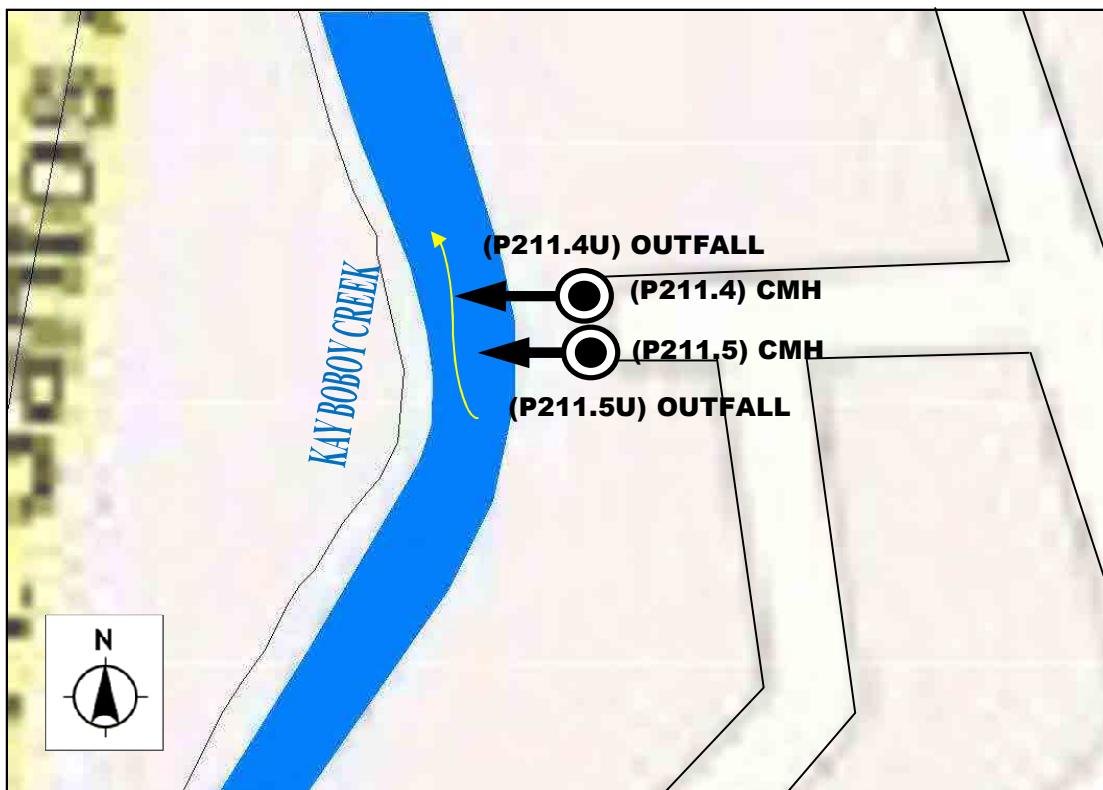 (P211.4U) OUTFALL
(P211.4) CMH
KAY BOBOY CREEK
(P211.5) CMH
(P211.5U) OUTFALL
N